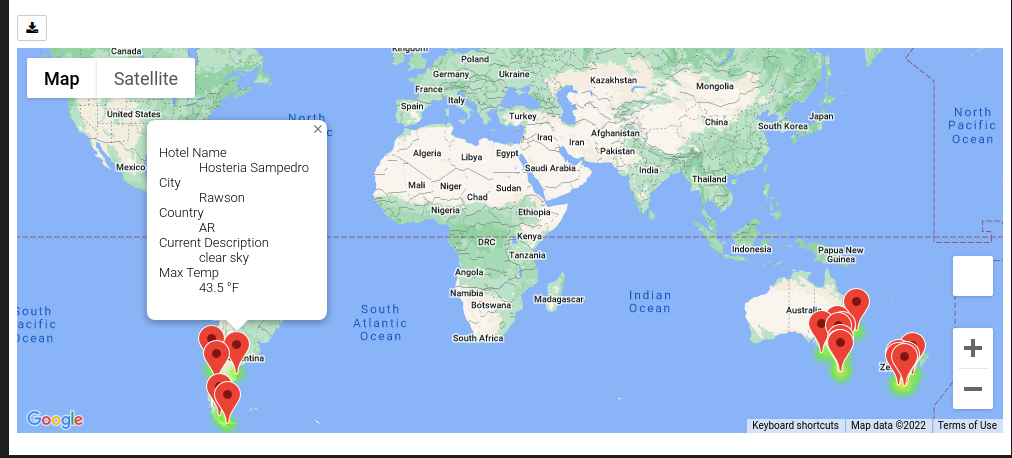 Map
Satellite
Canada
United States
Mexico
North
c
×
Hotel Name
Hosteria Sampedro
City
Rawson
Country
AR
Current Description
clear sky
Max Temp
43.5 °F
Kingdom
Poland
Germany
Ukraine
France
Italy
Spain
Turkey
Kazakhstan
Mongolia
China
South Korea
Japan
Afghanistan
Iraq
Iran
Pakistan
Algeria
Libya
Egypt
Saudi Arabia
India
Thailand
Mali
Niger
Chad
Sudan
Nigeria
Ethiopia
DRC
Kenya
Tanzania
Angola
Namibia
Botswana
Madagascar
South Africa
Indonesia
Papua New
Guinea
Australi
Ze
entina
North
Pacific
Ocean
South
Atlantic
Ocean
Indian
Ocean
South
acific
Ocean
Google
Keyboard shortcuts
Map data ©2022
Terms of Use